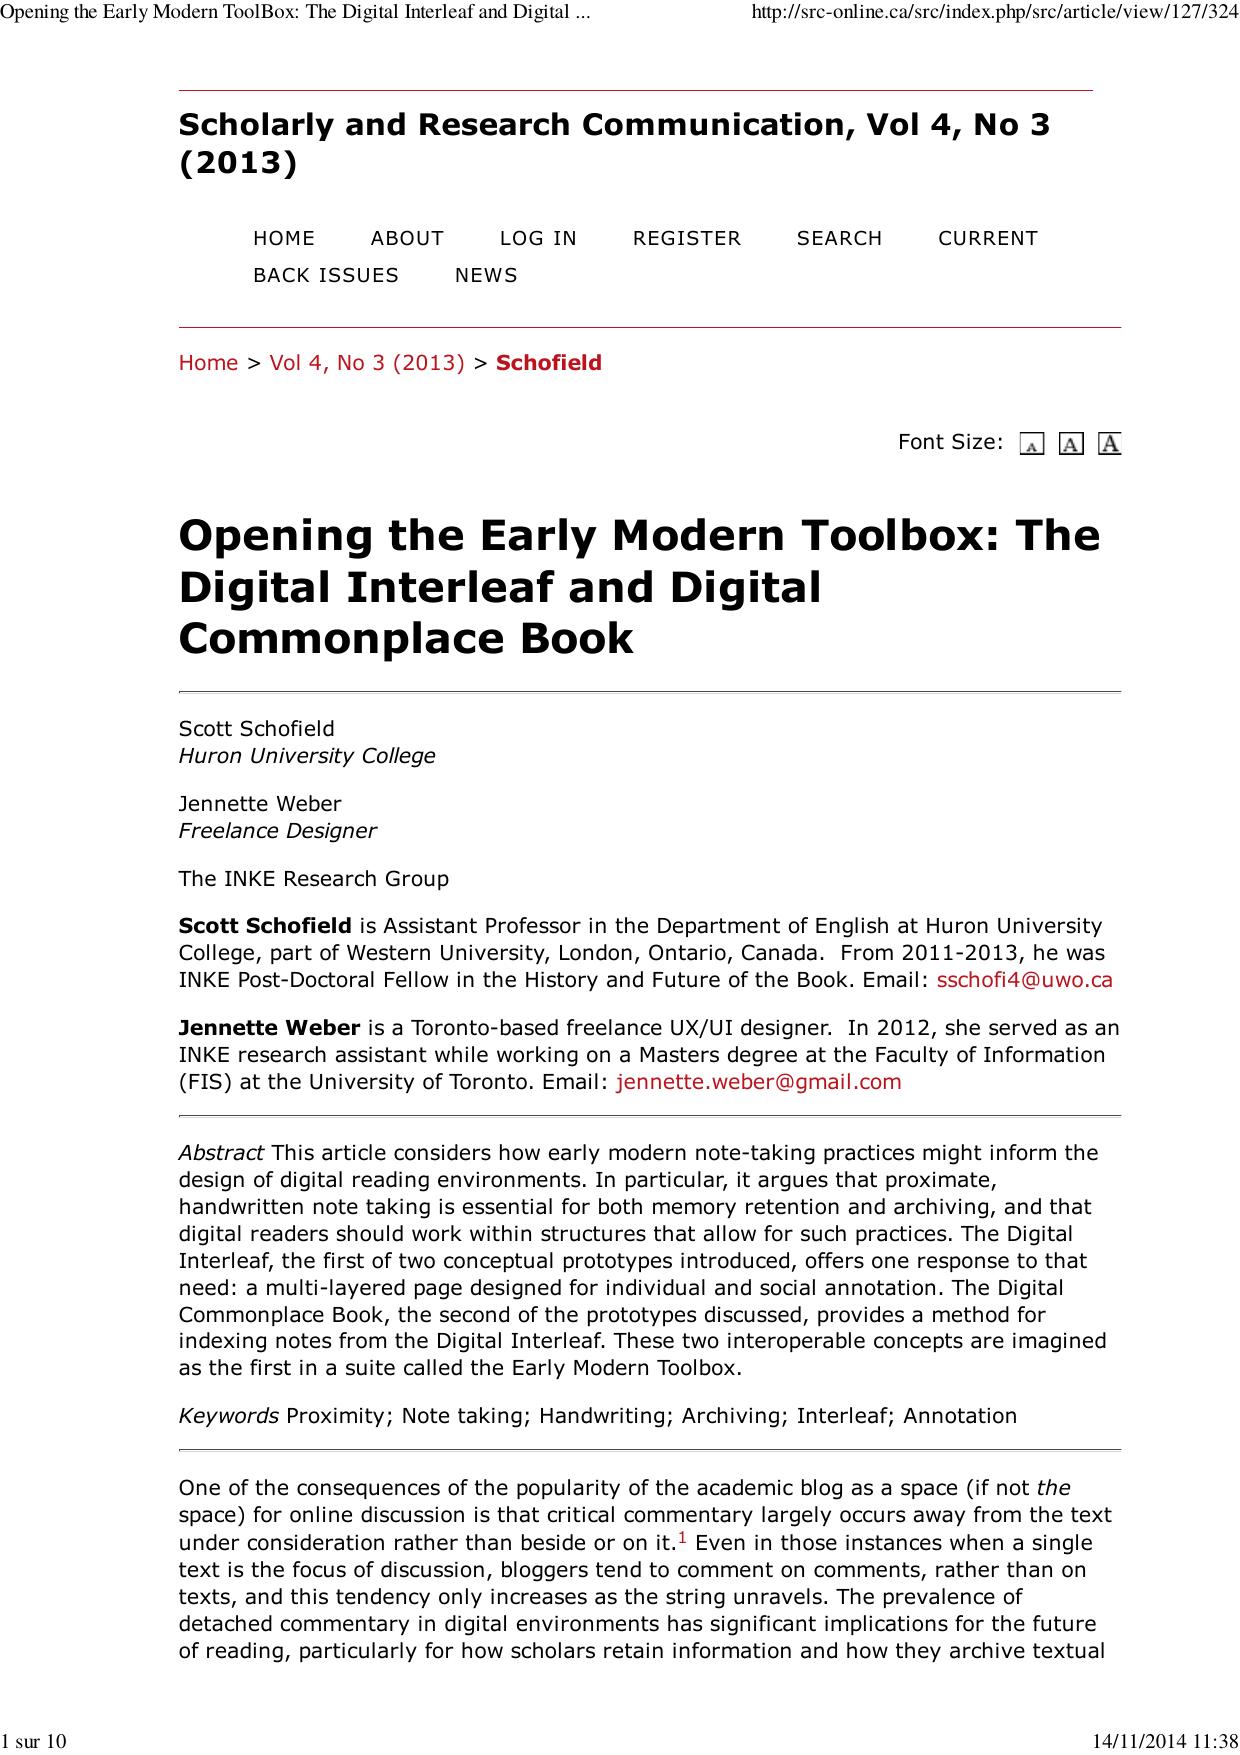 Opening the Early Modern ToolBox: The Digital Interleaf and Digital ... http://src-online.ca/src/index.php/src/article/view/127/324
Scholarly and Research Communication, Vol 4, No 3
(2013)
HOME ABOUT LOG IN REGISTER SEARCH CURRENT
BACK ISSUES NEWS
Home > Vol 4, No 3 (2013) > Schofield
Font Size: A A A
Opening the Early Modern Toolbox: The
Digital Interleaf and Digital
Commonplace Book
Scott Schofield
Huron University College
Jennette Weber
Freelance Designer
The INKE Research Group
Scott Schofield is Assistant Professor in the Department of English at Huron University
College, part of Western University, London, Ontario, Canada. From 2011-2013, he was
INKE Post-Doctoral Fellow in the History and Future of the Book. Email: sschofi4@uwo.ca
Jennette Weber is a Toronto-based freelance UX/UI designer. In 2012, she served as an
INKE research assistant while working on a Masters degree at the Faculty of Information
(FIS) at the University of Toronto. Email: jennette.weber@gmail.com
Abstract This article considers how early modern note-taking practices might inform the
design of digital reading environments. In particular, it argues that proximate,
handwritten note taking is essential for both memory retention and archiving, and that
digital readers should work within structures that allow for such practices. The Digital
Interleaf, the first of two conceptual prototypes introduced, offers one response to that
need: a multi-layered page designed for individual and social annotation. The Digital
Commonplace Book, the second of the prototypes discussed, provides a method for
indexing notes from the Digital Interleaf. These two interoperable concepts are imagined
as the first in a suite called the Early Modern Toolbox.
Keywords Proximity; Note taking; Handwriting; Archiving; Interleaf; Annotation
One of the consequences of the popularity of the academic blog as a space (if not the
space) for online discussion is that critical commentary largely occurs away from the text
under consideration rather than beside or on it.1 Even in those instances when a single
text is the focus of discussion, bloggers tend to comment on comments, rather than on
texts, and this tendency only increases as the string unravels. The prevalence of
detached commentary in digital environments has significant implications for the future
of reading, particularly for how scholars retain information and how they archive textual
1 sur 10 14/11/2014 11:38